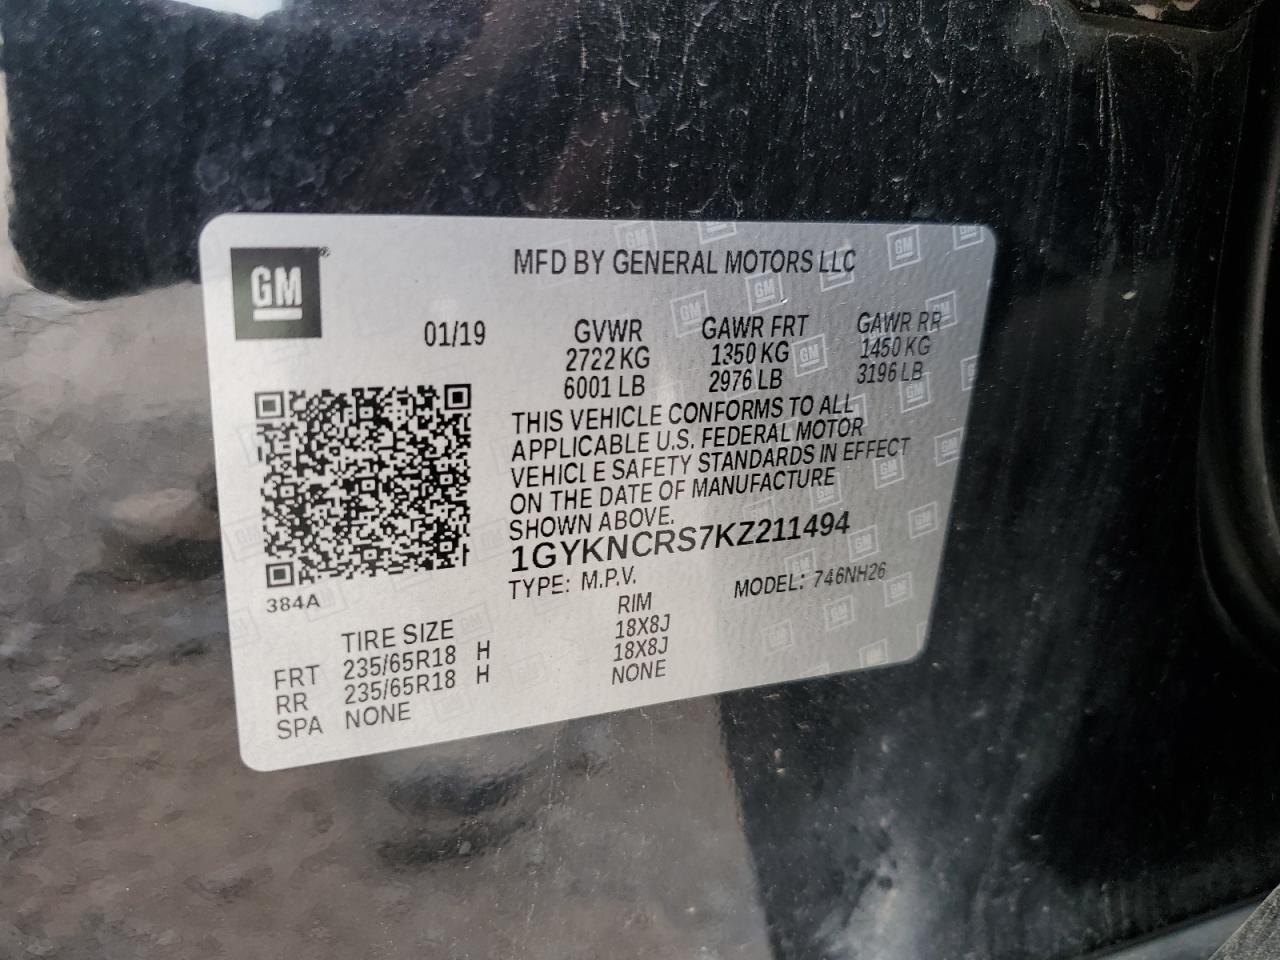 GM®
MFD BY GENERAL MOTORS LLC
01/19 GVWR GAWR FRT GAWR RR
2722 KG 1350 KG 1450 KG
6001 LB 2976 LB 3196 LB
THIS VEHICLE CONFORMS TO ALL
APPLICABLE U.S. FEDERAL MOTOR
VEHICLE SAFETY STANDARDS IN EFFECT
ON THE DATE OF MANUFACTURE
SHOWN ABOVE.
1GYKNCRS7KZ211494
TYPE: M.P.V. MODEL: 746NH26
384A
TIRE SIZE RIM
FRT 235/65R18 H 18X8J
RR 235/65R18 H 18X8J
SPA NONE NONE